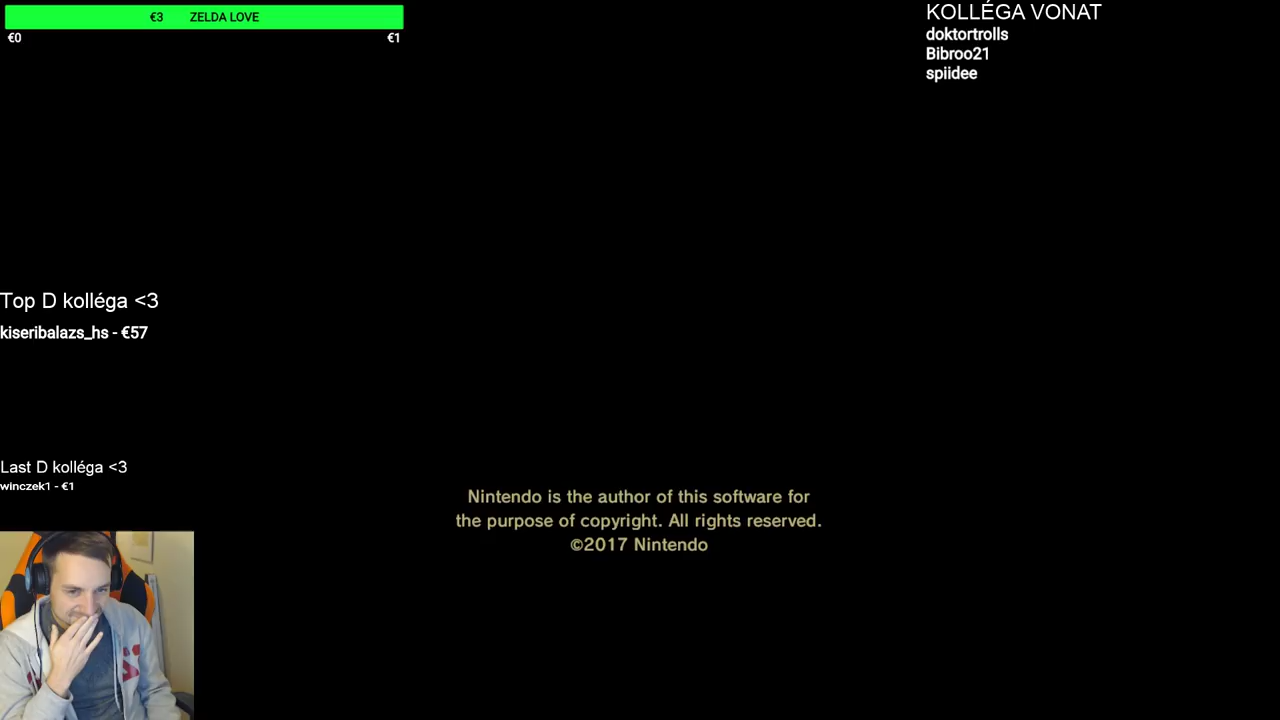 €3 ZELDA LOVE
€0 €1
KOLLÉGA VONAT
doktortrolls
Bibroo21
spiidee
Top D kolléga <3
kiseribalazs_hs - €57
Last D kolléga <3
winczek1 - €1
Nintendo is the author of this software for
the purpose of copyright. All rights reserved.
©2017 Nintendo